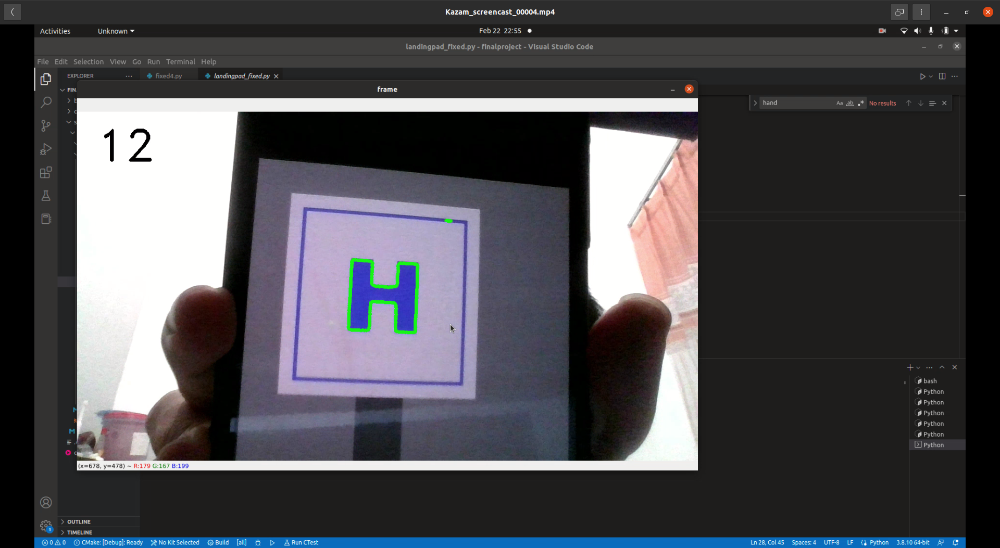 Kazam_screencast_00004.mp4
Activities
Unknown
Feb 22 22:55
landingpad_fixed.py - finalproject - Visual Studio Code
File Edit Selection View Go Run Terminal Help
EXPLORER
fixed4.py
landingpad_fixed.py
FIN
frame
hand
Aa
ab
No results
12
H
bash
Python
Python
Python
Python
Python
Python
(x=678, y=478) ~ R:179 G:167 B:199
OUTLINE
1
TIMELINE
0 0 CMake: [Debug]: Ready No Kit Selected Build [all] Run CTest Ln 28, Col 45 Spaces: 4 UTF-8 LF Python 3.8.10 64-bit